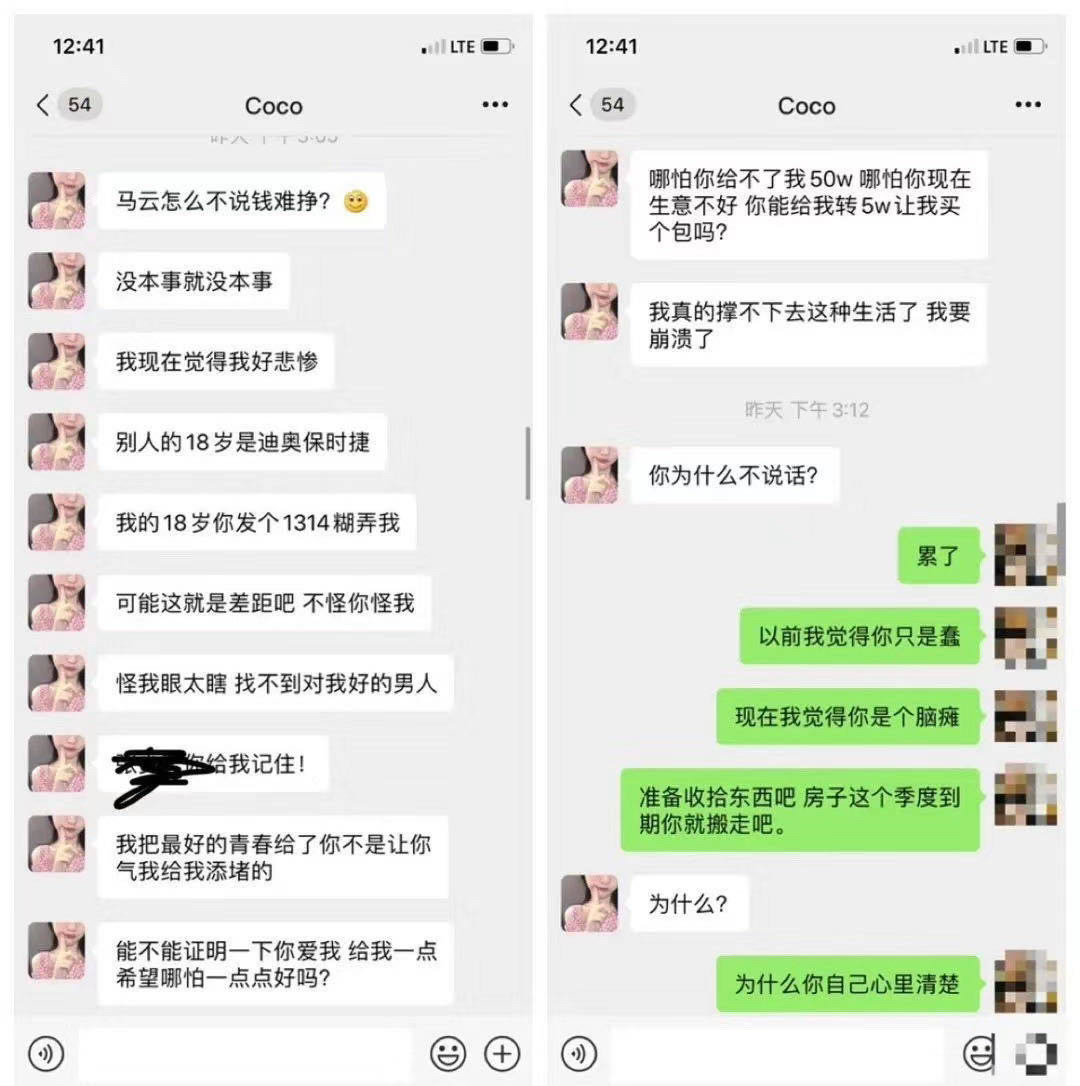 12:41
LTE
54
Coco
马云怎么不说钱难挣？
没本事就没本事
我现在觉得我好悲惨
别人的18岁是迪奥保时捷
我的18岁你发个1314糊弄我
可能这就是差距吧 不怪你怪我
怪我眼太瞎 找不到对我好的男人
你给我记住！
我把最好的青春给了你不是让你
气我给我添堵的
能不能证明一下你爱我 给我一点
希望哪怕一点点好吗？
12:41
LTE
54
Coco
哪怕你给不了我50w 哪怕你现在
生意不好 你能给我转5w让我买
个包吗？
我真的撑不下去这种生活了 我要
崩溃了
昨天 下午 3:12
你为什么不说话？
累了
以前我觉得你只是蠢
现在我觉得你是个脑瘫
准备收拾东西吧 房子这个季度到
期你就搬走吧。
为什么？
为什么你自己心里清楚